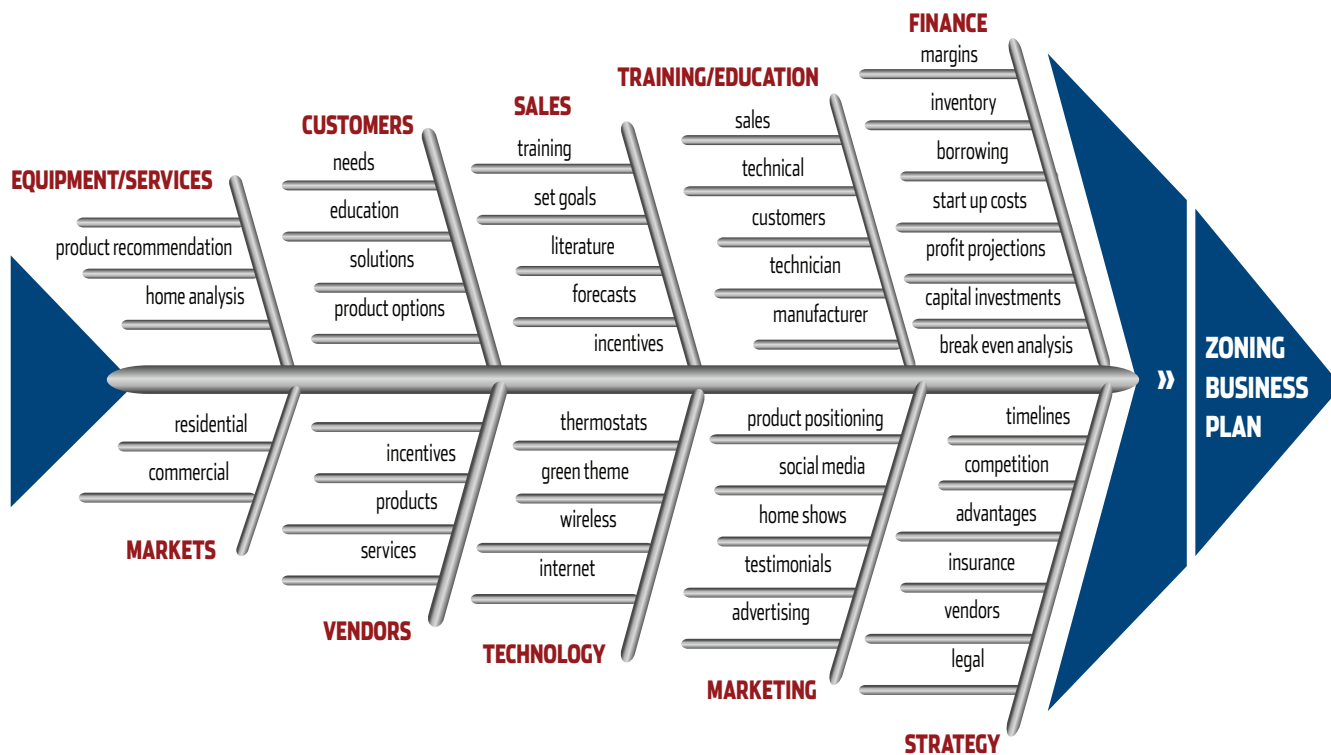 EQUIPMENT/SERVICES
product recommendation
home analysis
CUSTOMERS
needs
education
solutions
product options
SALES
training
set goals
literature
forecasts
incentives
TRAINING/EDUCATION
sales
technical
customers
technician
manufacturer
FINANCE
margins
inventory
borrowing
start up costs
profit projections
capital investments
break even analysis
residential
commercial
MARKETS
incentives
products
services
VENDORS
thermostats
green theme
wireless
internet
TECHNOLOGY
product positioning
social media
home shows
testimonials
advertising
MARKETING
timelines
competition
advantages
insurance
vendors
legal
STRATEGY
»
ZONING
BUSINESS
PLAN